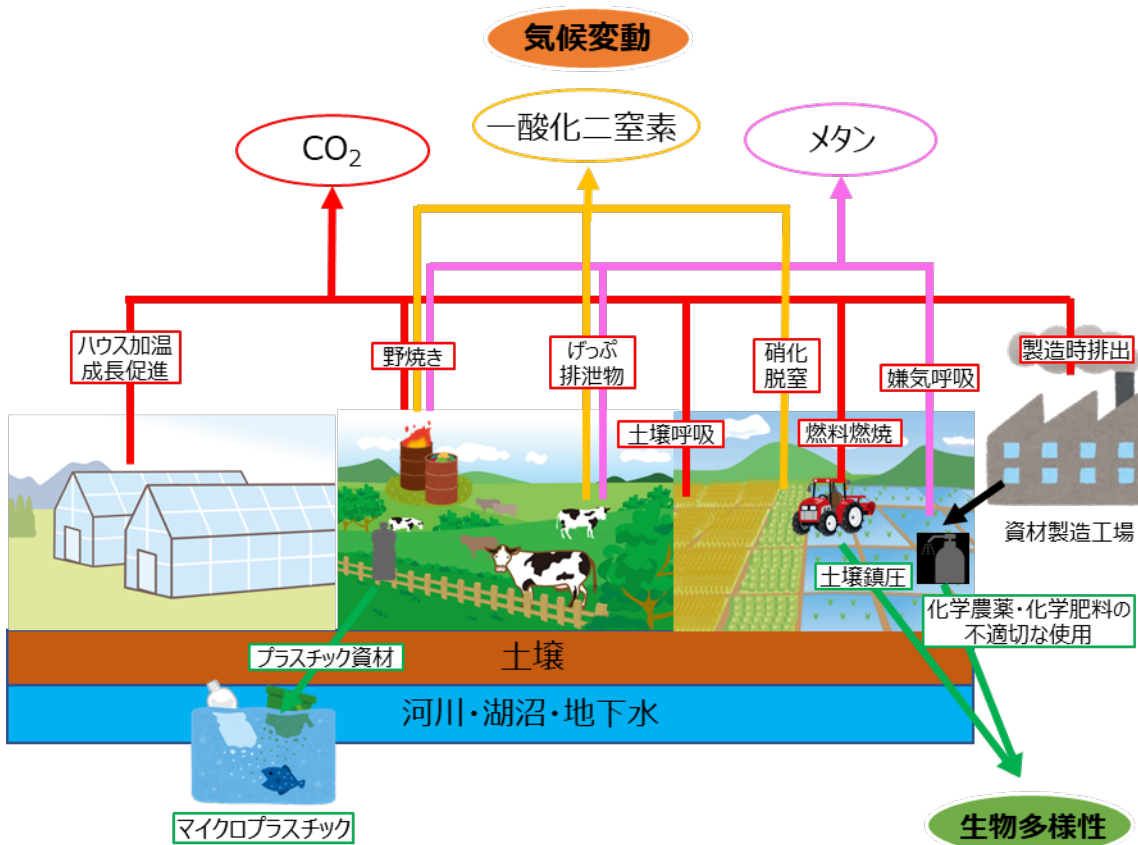 気候変動
CO₂
一酸化二窒素
メタン
ハウス加温
成長促進
野焼き
げっぷ
排泄物
土壌呼吸
硝化
脱窒
燃料燃焼
嫌気呼吸
製造時排出
資材製造工場
土壌鎮圧
化学農薬・化学肥料の
不適切な使用
プラスチック資材
土壌
河川・湖沼・地下水
マイクロプラスチック
生物多様性